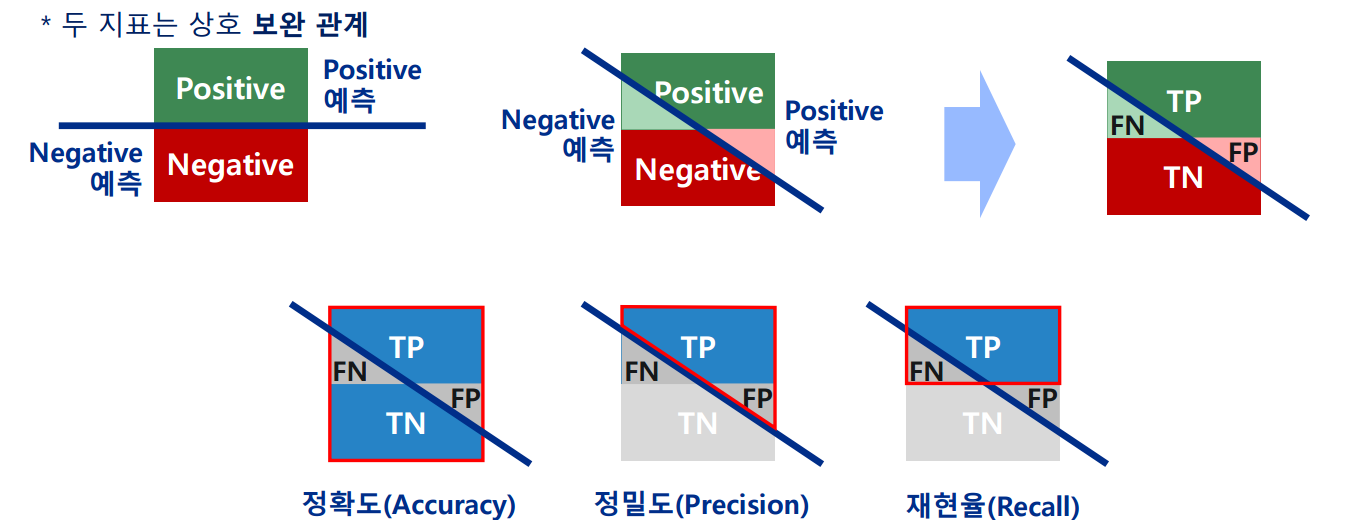 * 두 지표는 상호 보완 관계
Positive
Positive
예측
Negative
예측
Negative
Positive
Negative
예측
Positive
예측
Negative
TP
FN
FP
TN
TP
FN
FP
TN
TP
FN
FP
TN
TP
FN
FP
TN
정확도(Accuracy)
정밀도(Precision)
재현율(Recall)